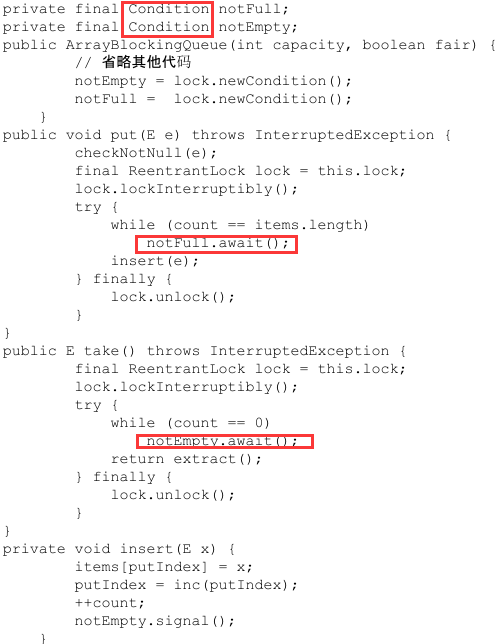 private final Condition notFull;
private final Condition notEmpty;
public ArrayBlockingQueue(int capacity, boolean fair) {
        // 省略其他代码
        notEmpty = lock.newCondition();
        notFull =  lock.newCondition();
    }
public void put(E e) throws InterruptedException {
        checkNotNull(e);
        final ReentrantLock lock = this.lock;
        lock.lockInterruptibly();
        try {
            while (count == items.length)
                notFull.await();
            insert(e);
        } finally {
            lock.unlock();
        }
}
public E take() throws InterruptedException {
        final ReentrantLock lock = this.lock;
        lock.lockInterruptibly();
        try {
            while (count == 0)
                notEmpty.await();
            return extract();
        } finally {
            lock.unlock();
        }
}
private void insert(E x) {
        items[putIndex] = x;
        putIndex = inc(putIndex);
        ++count;
        notEmpty.signal();
    }